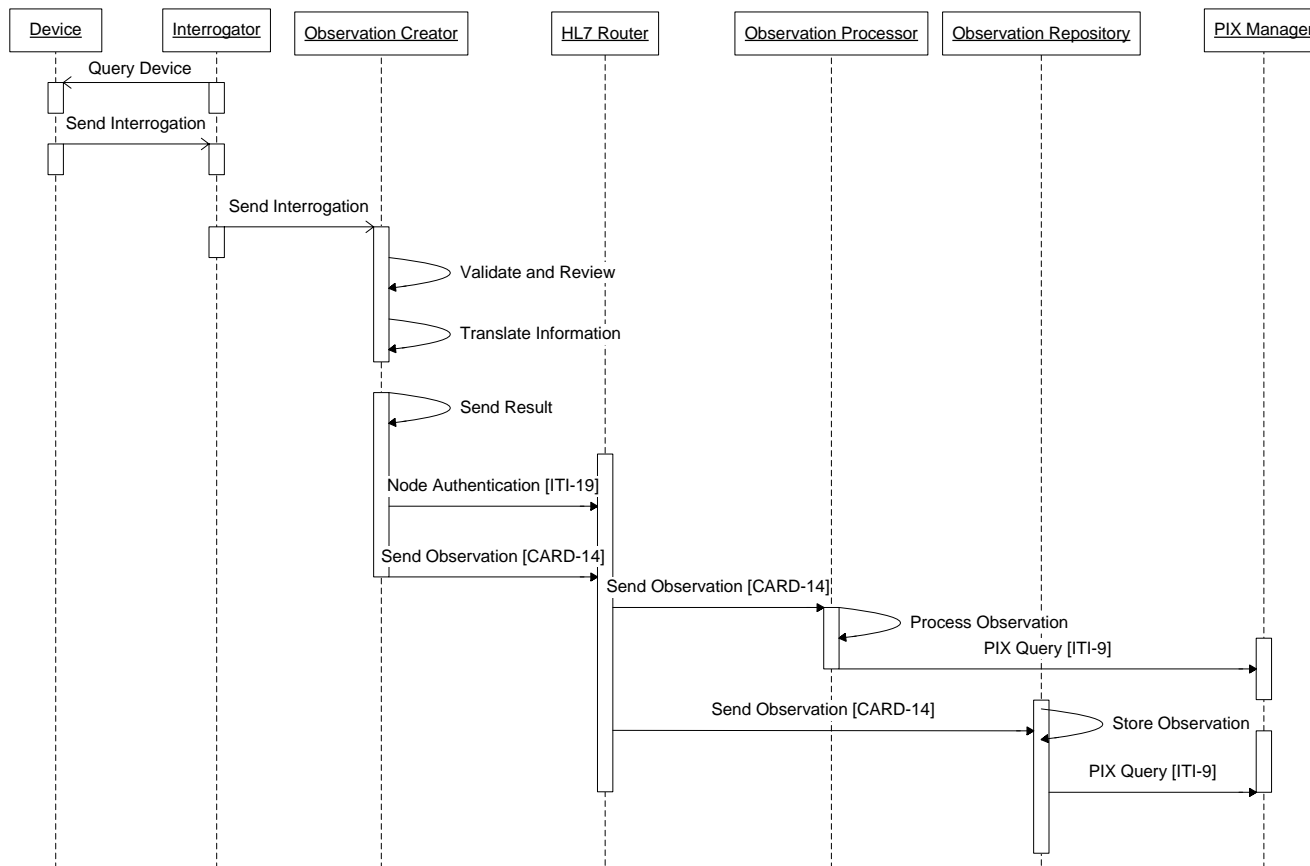 Device
Interrogator
Observation Creator
HL7 Router
Observation Processor
Observation Repository
PIX Manager
Query Device
Send Interrogation
Send Interrogation
Validate and Review
Translate Information
Send Result
Node Authentication [ITI-19]
Send Observation [CARD-14]
Send Observation [CARD-14]
Process Observation
PIX Query [ITI-9]
Send Observation [CARD-14]
Store Observation
PIX Query [ITI-9]